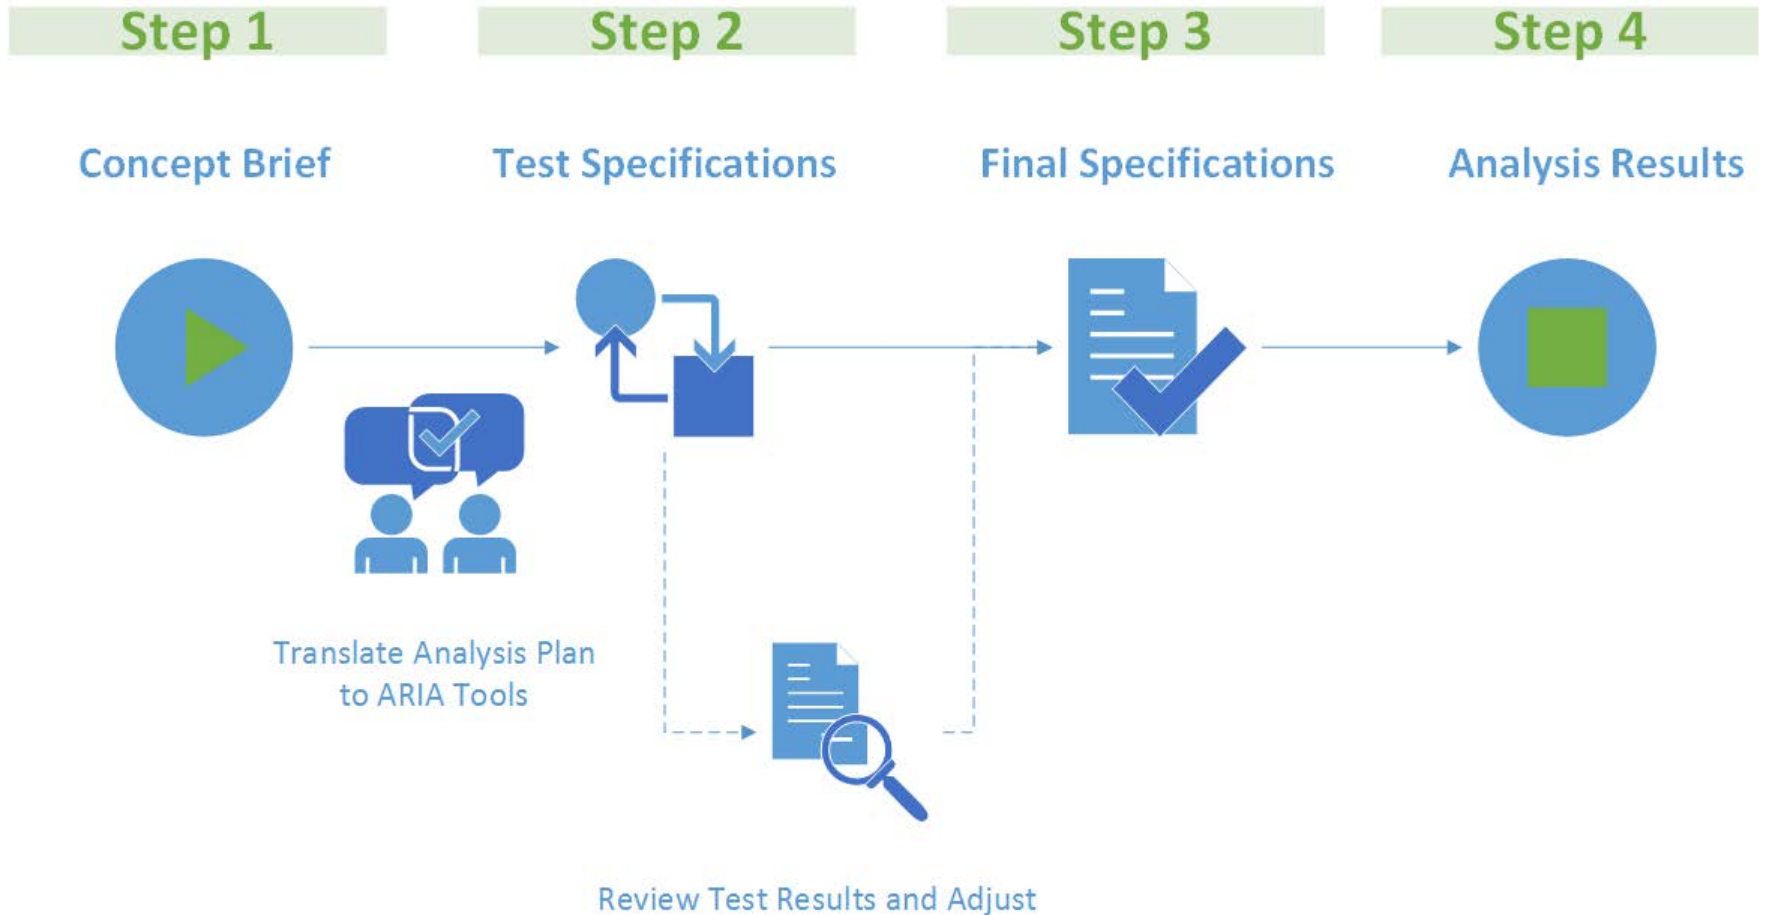 Step 1
Step 2
Step 3
Step 4
Concept Brief
Test Specifications
Final Specifications
Analysis Results
Translate Analysis Plan
to ARIA Tools
Review Test Results and Adjust